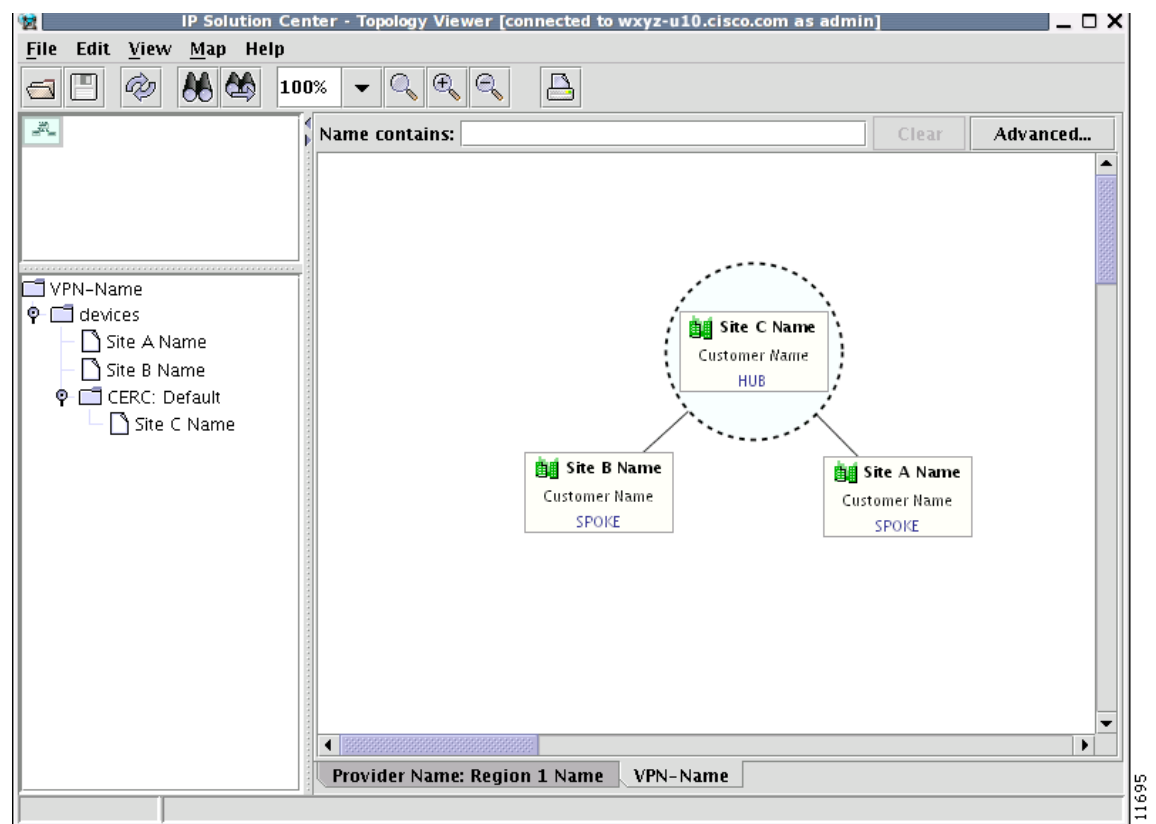 IP Solution Center - Topology Viewer [connected to wxyz-u10.cisco.com as admin]
File Edit View Map Help
100%
Name contains: Clear Advanced...
VPN-Name
devices
Site A Name
Site B Name
CERC: Default
Site C Name
Site C Name
Customer Name
HUB
Site B Name
Customer Name
SPOKE
Site A Name
Customer Name
SPOKE
Provider Name: Region 1 Name VPN-Name
11695